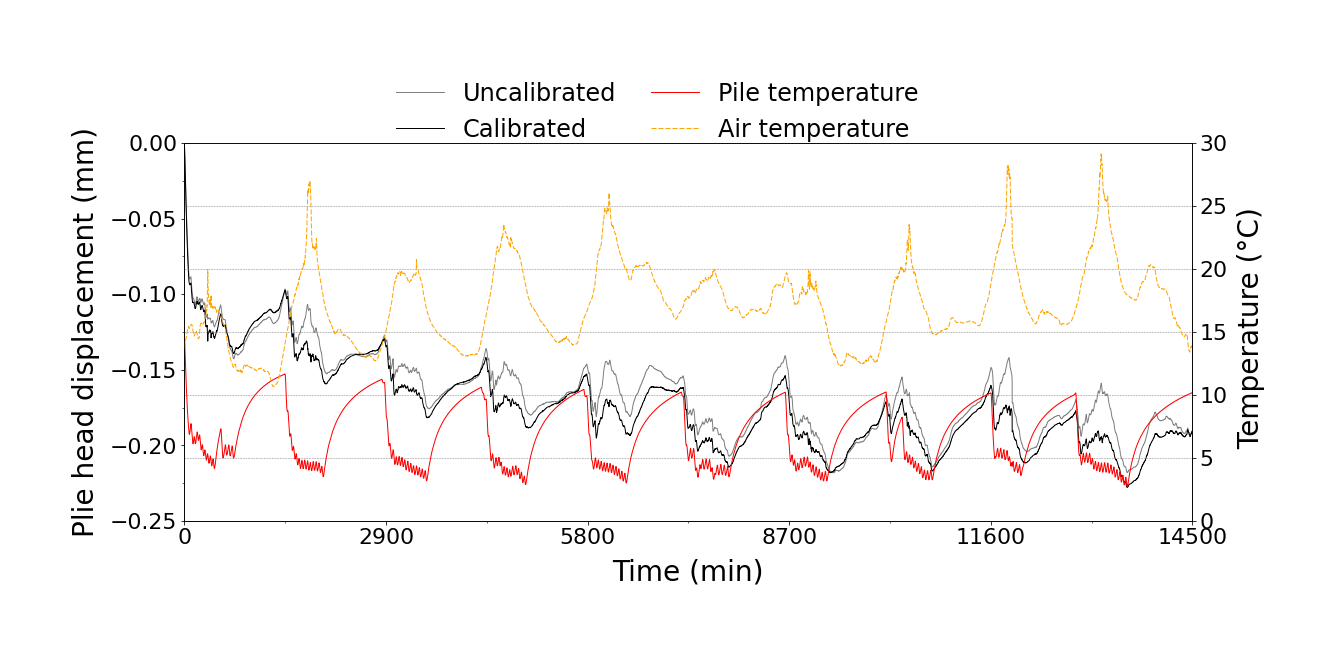 Uncalibrated
Pile temperature
Calibrated
Air temperature
Plie head displacement (mm)
0.00
−0.05
−0.10
−0.15
−0.20
−0.25
30
25
20
15
10
5
0
Temperature (°C)
0
2900
5800
8700
11600
14500
Time (min)